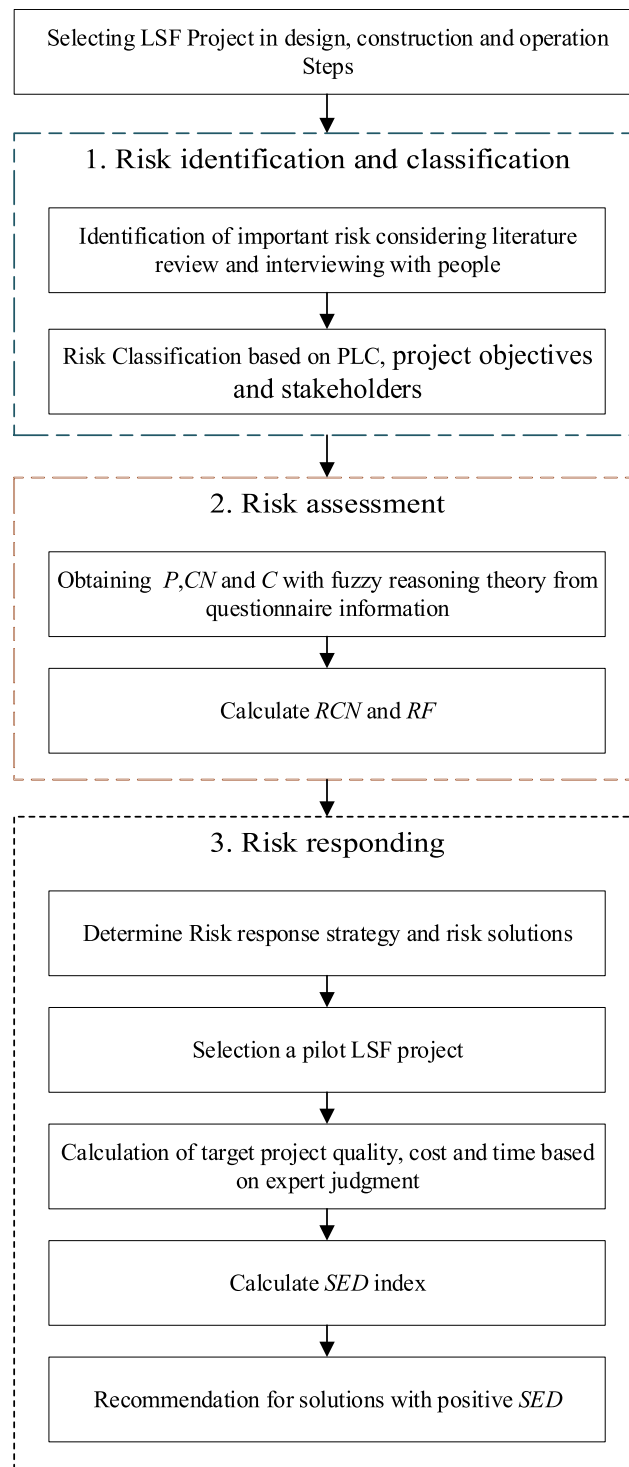 Selecting LSF Project in design, construction and operation
Steps
1. Risk identification and classification
Identification of important risk considering literature
review and interviewing with people
Risk Classification based on PLC, project objectives
and stakeholders
2. Risk assessment
Obtaining P,CN and C with fuzzy reasoning theory from
questionnaire information
Calculate RCN and RF
3. Risk responding
Determine Risk response strategy and risk solutions
Selection a pilot LSF project
Calculation of target project quality, cost and time based
on expert judgment
Calculate SED index
Recommendation for solutions with positive SED